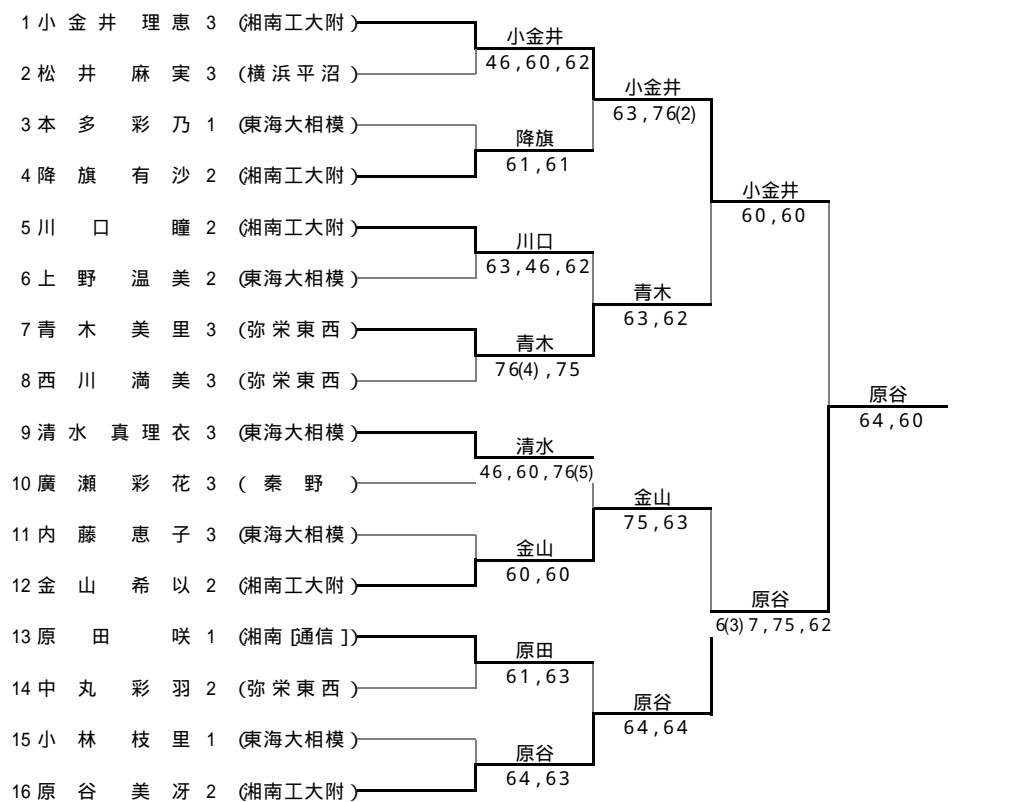 1 小金井 理恵 3 (湘南工大附)
小金井
46,60,62
2 松井 麻実 3 (横浜平沼)
小金井
63,76(2)
3 本多 彩乃 1 (東海大相模)
降旗
61,61
4 降旗 有沙 2 (湘南工大附)
小金井
60,60
5 川口 瞳 2 (湘南工大附)
川口
63,46,62
6 上野 温美 2 (東海大相模)
青木
63,62
7 青木 美里 3 (弥栄東西)
青木
76(4),75
8 西川 満美 3 (弥栄東西)
原谷
64,60
9 清水 真理衣 3 (東海大相模)
清水
46,60,76(5)
10 廣瀬 彩花 3 (秦野)
金山
75,63
11 内藤 恵子 3 (東海大相模)
金山
60,60
12 金山 希以 2 (湘南工大附)
原谷
6(3)7,75,62
13 原田 咲 1 (湘南[通信])
原田
61,63
14 中丸 彩羽 2 (弥栄東西)
原谷
64,64
15 小林 枝里 1 (東海大相模)
原谷
64,63
16 原谷 美冴 2 (湘南工大附)